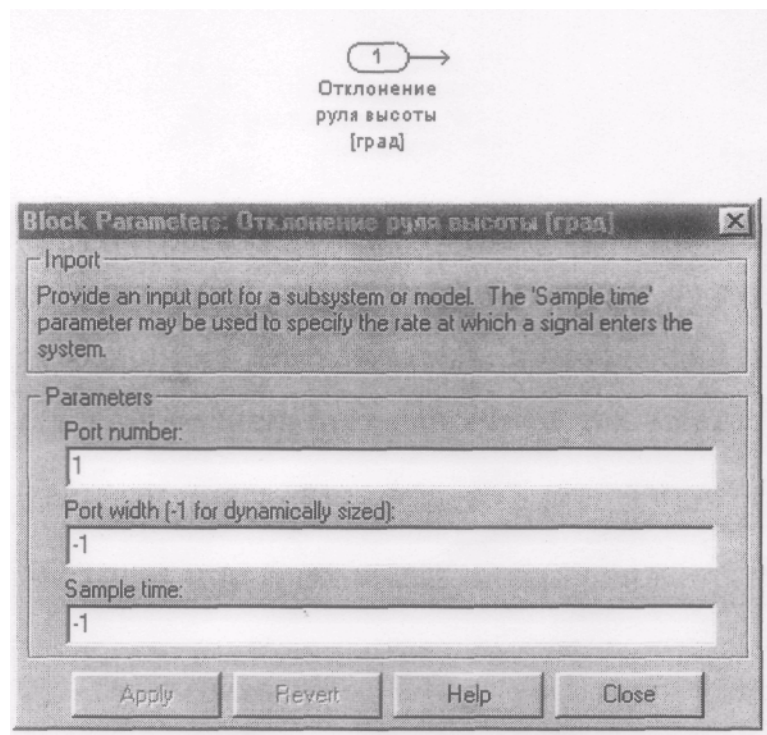 1
Отклонение
руля высоты
[град]
Block Parameters: Отклонение руля высоты [град]
Inport
Provide an input port for a subsystem or model. The 'Sample time'
parameter may be used to specify the rate at which a signal enters the
system.
Parameters
Port number:
1
Port width (-1 for dynamically sized):
-1
Sample time:
-1
Apply
Revert
Help
Close